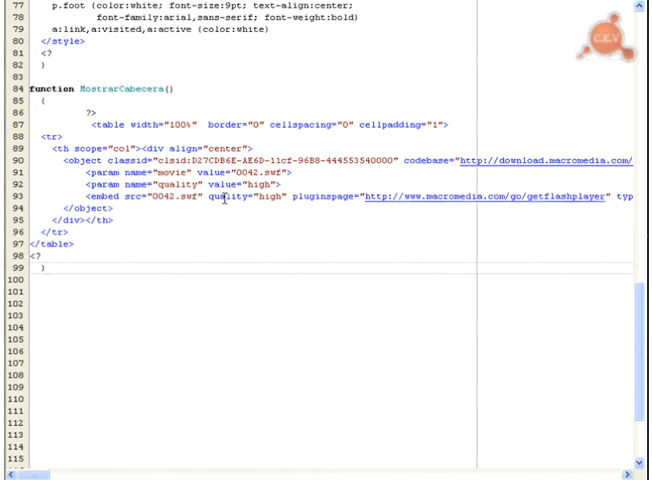 77 p.foot {color:white; font-size:9pt; text-align:center;
78 font-family:arial,sans-serif; font-weight:bold}
79 a:link,a:visited,a:active {color:white}
80 </style>
81 <?
82 }
83
84 function MostrarCabecera()
85 {
86 ?>
87 <table width="100%" border="0" cellspacing="0" cellpadding="1">
88 <tr>
89 <th scope="col"><div align="center">
90 <object classid="clsid:D27CDB6E-AE6D-11cf-96B8-444553540000" codebase="http://download.macromedia.com/
91 <param name="movie" value="0042.swf">
92 <param name="quality" value="high">
93 <embed src="0042.swf" quality="high" pluginspage="http://www.macromedia.com/go/getflashplayer" typ
94 </object>
95 </div></th>
96 </tr>
97 </table>
98 <?
99 }
100
101
102
103
104
105
106
107
108
109
110
111
112
113
114
115
C.E.V